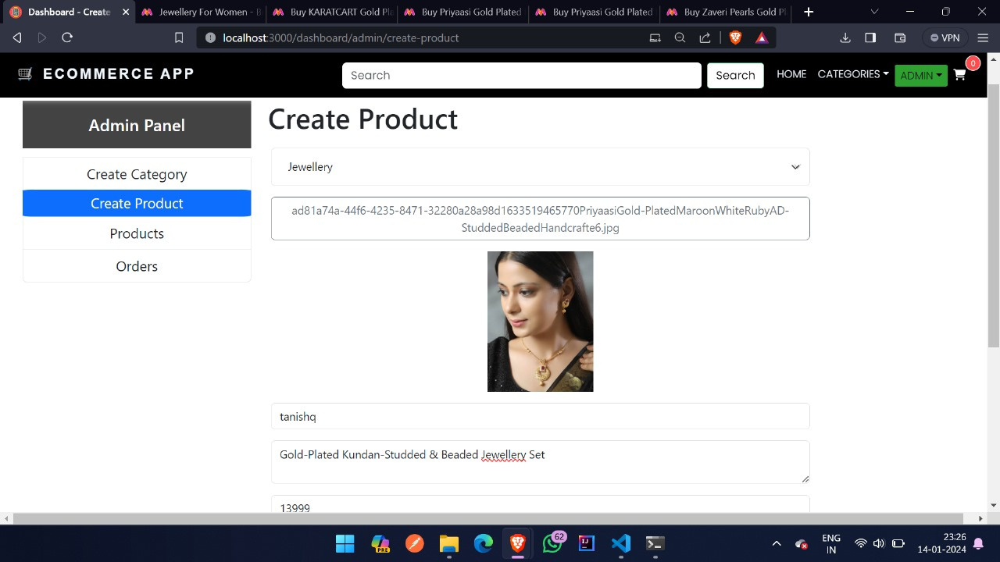 Dashboard - Create
Jewellery For Women - B
Buy KARATCART Gold Pla
Buy Priyaasi Gold Plated
Buy Priyaasi Gold Plated
Buy Zaveri Pearls Gold Pl
localhost:3000/dashboard/admin/create-product
VPN
ECOMMERCE APP
Search
Search
HOME
CATEGORIES
ADMIN
0
Admin Panel
Create Category
Create Product
Products
Orders
Create Product
Jewellery
ad81a74a-44f6-4235-8471-32280a28a98d1633519465770PriyaasiGold-PlatedMaroonWhiteRubyAD-
StuddedBeadedHandcrafte6.jpg
tanishq
Gold-Plated Kundan-Studded & Beaded Jewellery Set
13999
PRE
62
ENG
IN
23:26
14-01-2024